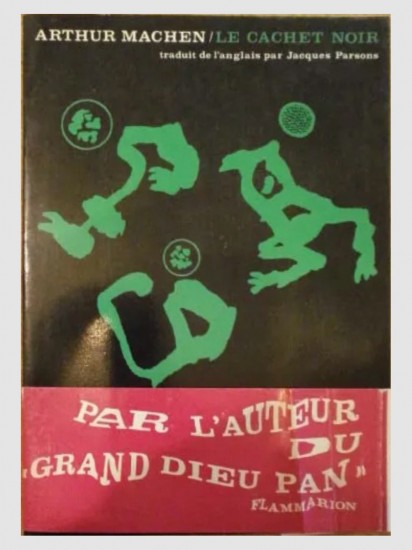 ARTHUR MACHEN/LE CACHET NOIR
traduit de l'anglais par Jacques Parsons
PAR L'AUTEUR
DU
"GRAND DIEU PAN"
FLAMMARION